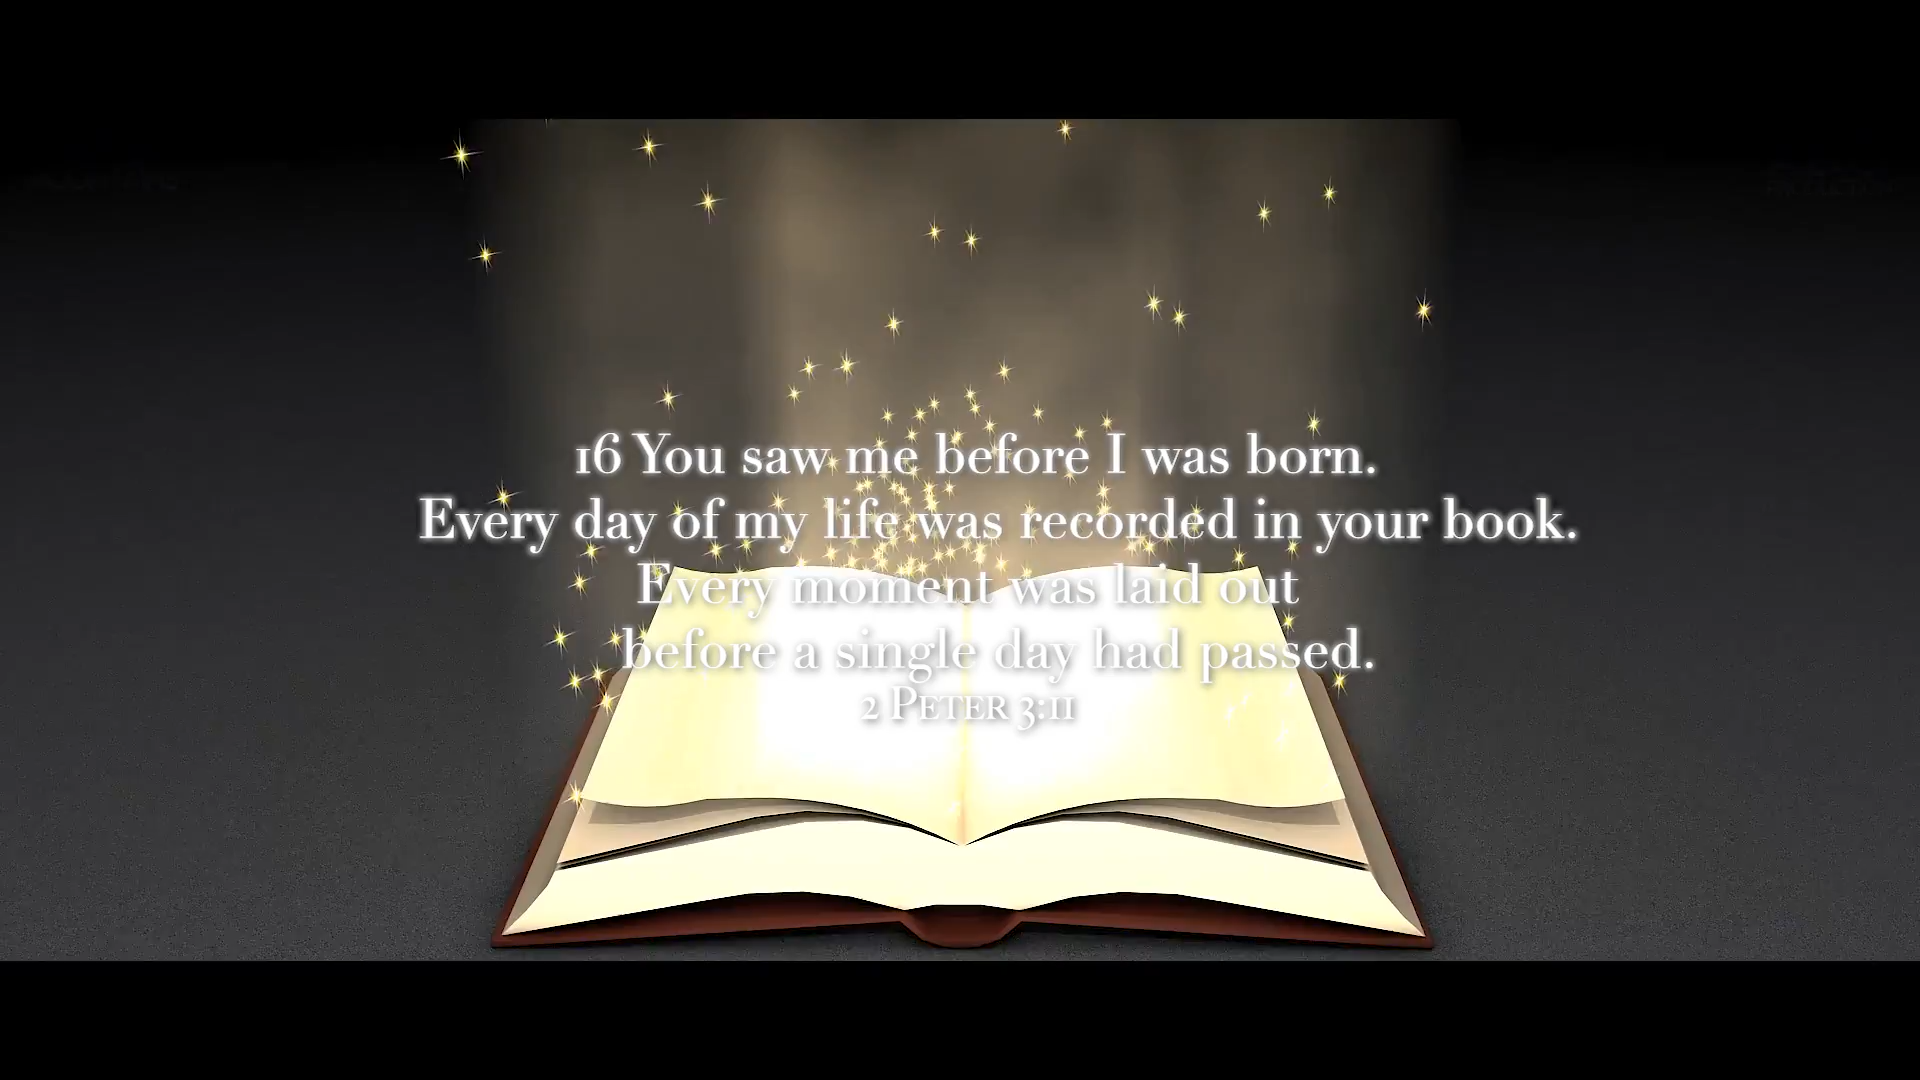 16 You saw me before I was born.
Every day of my life was recorded in your book.
Every moment was laid out
before a single day had passed.
2 Peter 3:11